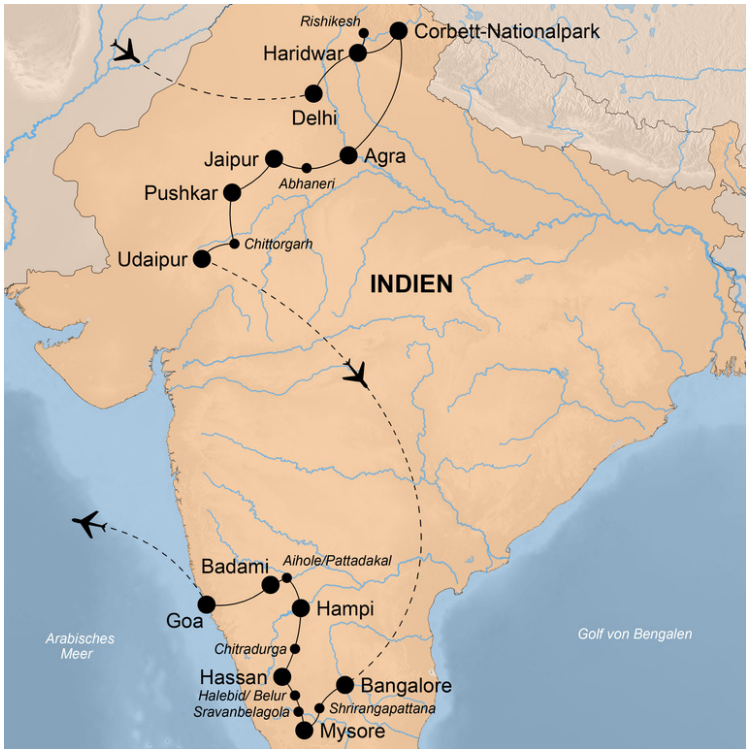 Rishikesh
Corbett-Nationalpark
Haridwar
Delhi
Jaipur
Agra
Abhaneri
Pushkar
Chittorgarh
Udaipur
INDIEN
Aihole/Pattadakal
Badami
Hampi
Goa
Arabisches
Meer
Golf von Bengalen
Chitradurga
Hassan
Bangalore
Halebid/ Belur
Shrirangapattana
Sravanbelagola
Mysore